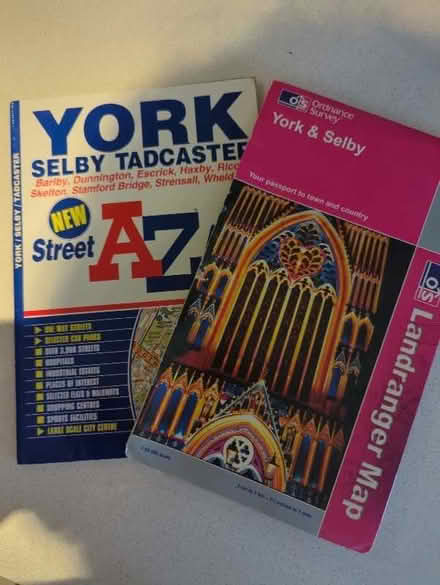 YORK / SELBY / TADCASTER
YORK
SELBY TADCASTER
Barlby, Dunnington, Escrick, Haxby,
Skelton, Stamford Bridge, Strensall,
NEW
Street
AZ
ONE WAY STREETS
SELECTED CAR PARKS
OVER 3,900 STREETS
HOSPITALS
INDUSTRIAL ESTATES
PLACES OF INTEREST
SELECTED FLATS & WALKWAYS
SHOPPING CENTRES
SPORTS FACILITIES
LARGE SCALE CITY CENTRE
OS
Ordnance
Survey
York & Selby
Your passport to town and country
OS
Landranger Map